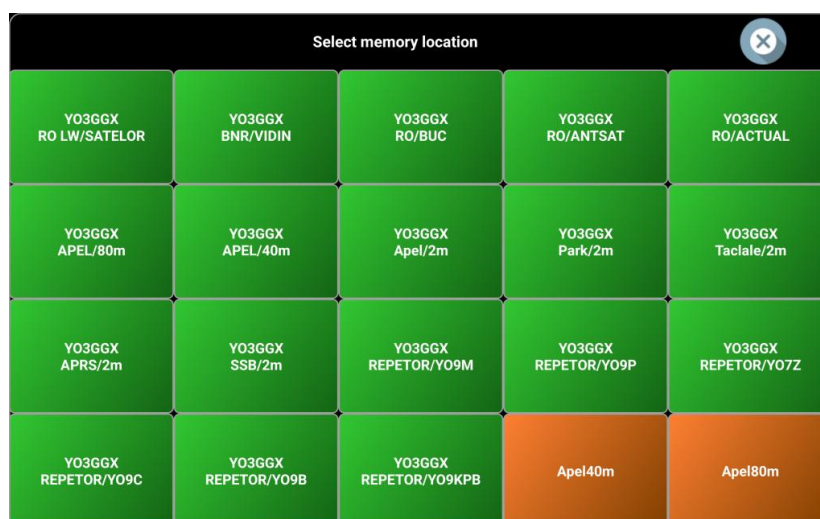 Select memory location
YO3GGX
RO LW/SATELOR
YO3GGX
BNR/VIDIN
YO3GGX
RO/BUC
YO3GGX
RO/ANTSAT
YO3GGX
RO/ACTUAL
YO3GGX
APEL/80m
YO3GGX
APEL/40m
YO3GGX
Apel/2m
YO3GGX
Park/2m
YO3GGX
Taclale/2m
YO3GGX
APRS/2m
YO3GGX
SSB/2m
YO3GGX
REPETOR/YO9M
YO3GGX
REPETOR/YO9P
YO3GGX
REPETOR/YO7Z
YO3GGX
REPETOR/YO9C
YO3GGX
REPETOR/YO9B
YO3GGX
REPETOR/YO9KPB
Apel40m
Apel80m